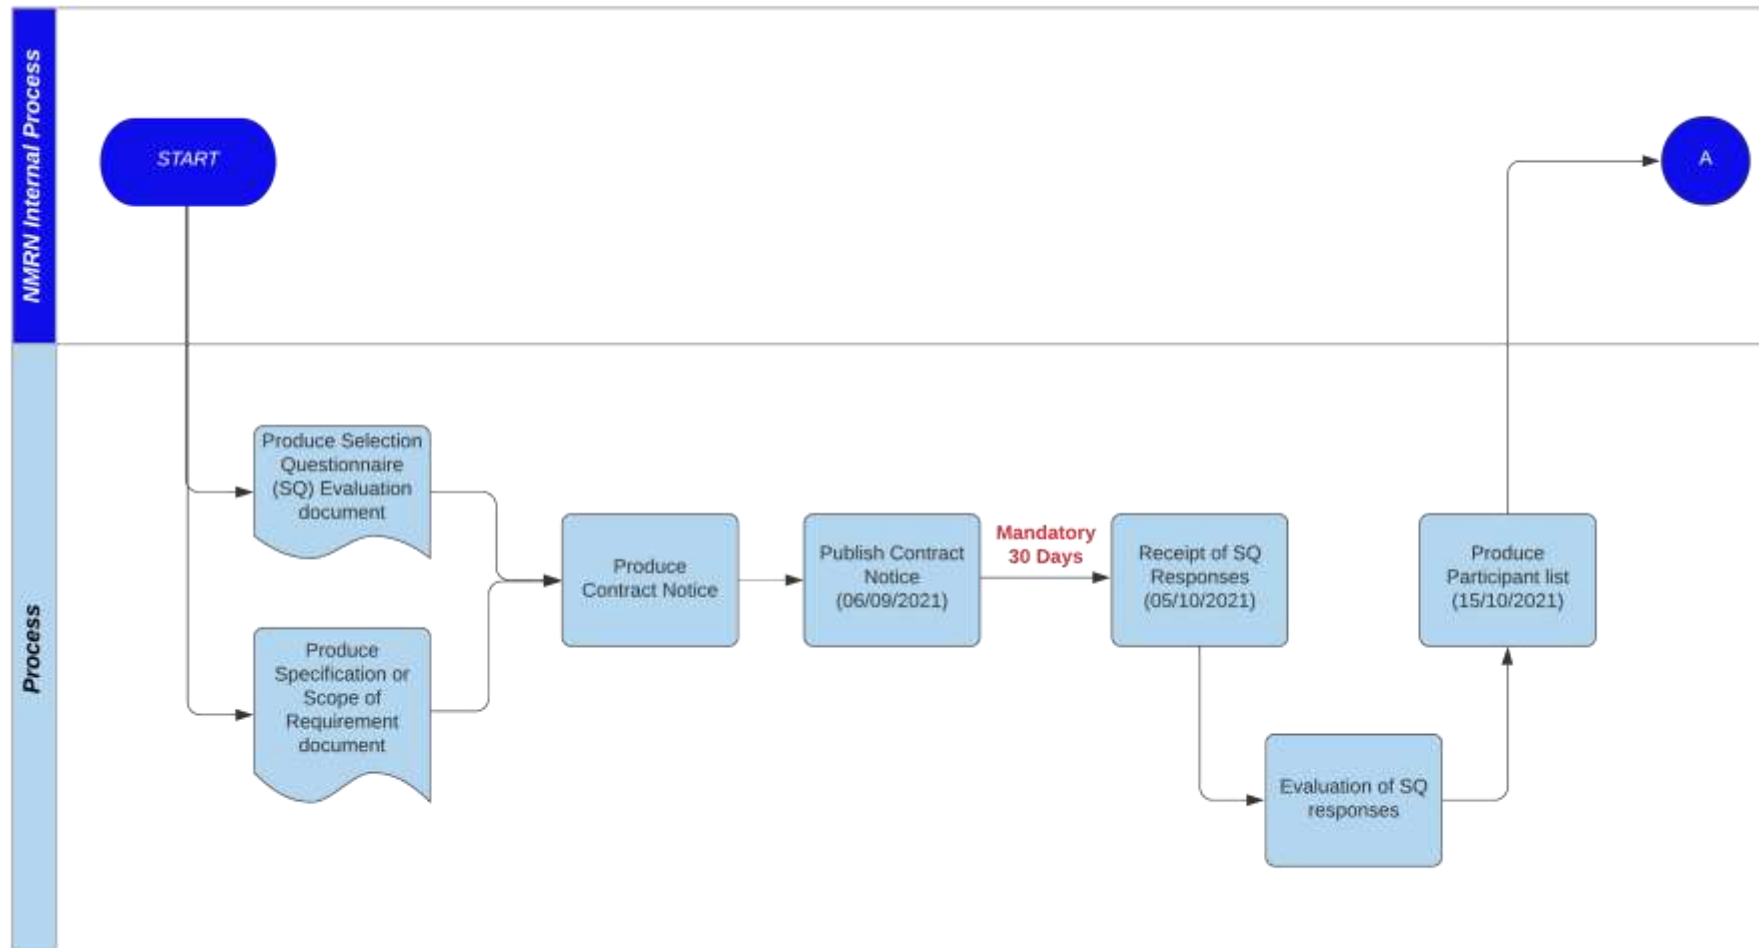 NMRN Internal Process
START
A
Process
Produce Selection
Questionnaire
(SQ) Evaluation
document
Produce
Specification or
Scope of
Requirement
document
Produce
Contract Notice
Publish Contract
Notice
(06/09/2021)
Mandatory
30 Days
Receipt of SQ
Responses
(05/10/2021)
Evaluation of SQ
responses
Produce
Participant list
(15/10/2021)